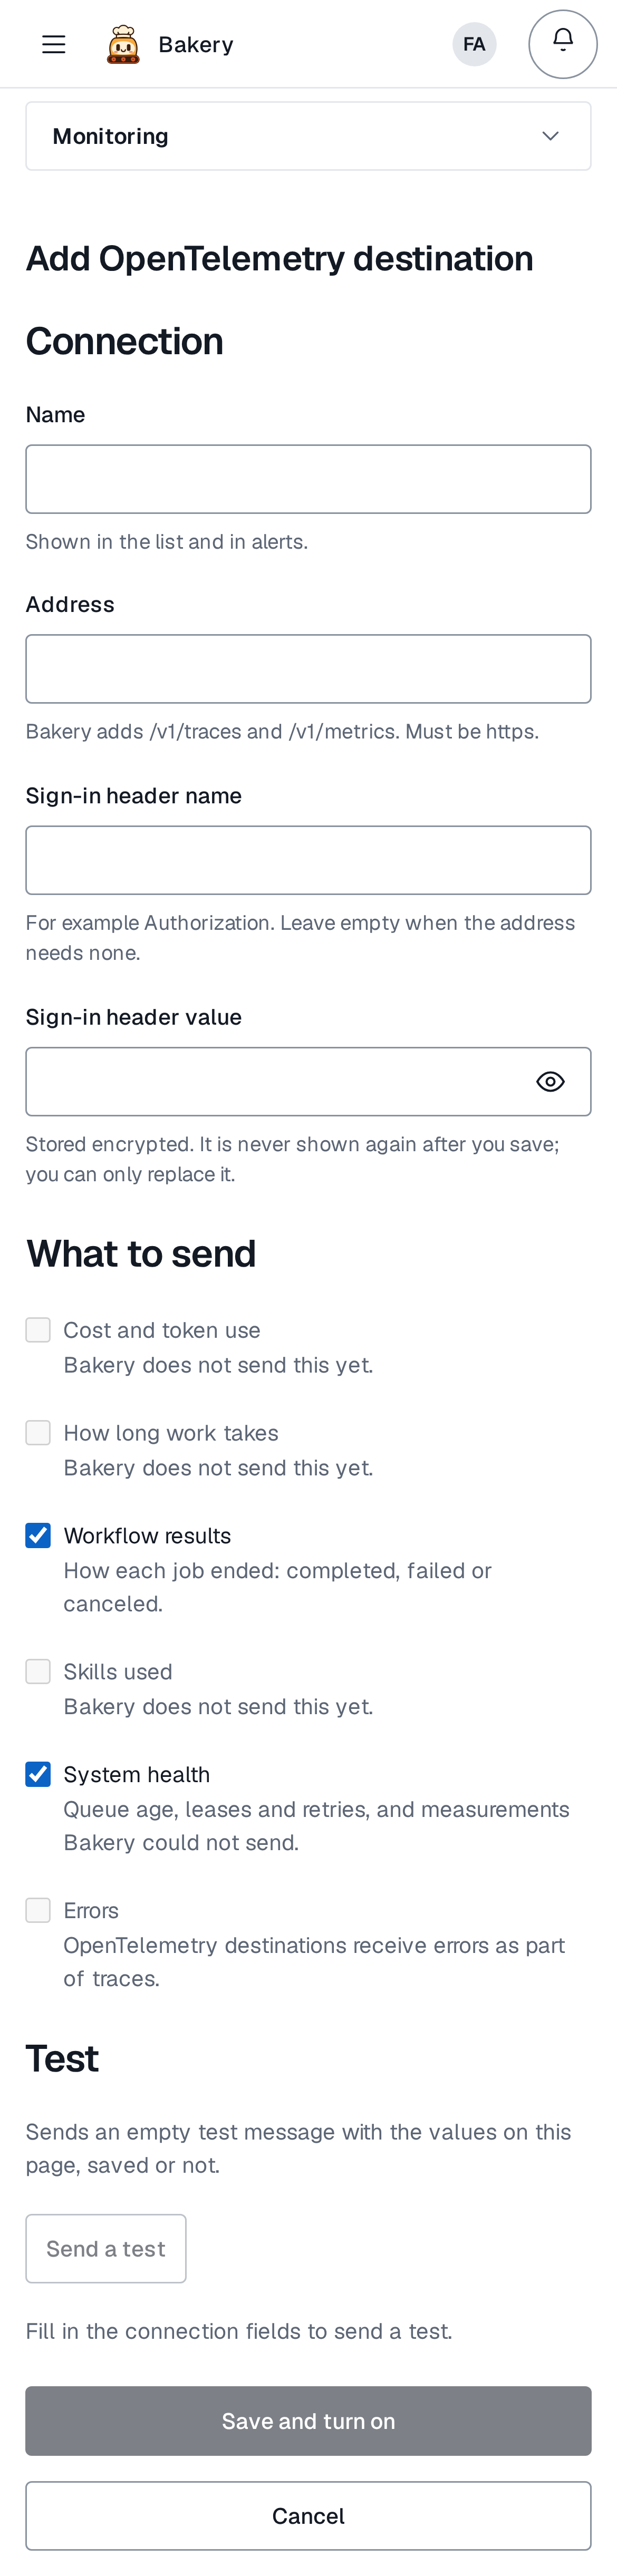 Bakery
FA
Monitoring
Add OpenTelemetry destination
Connection
Name
Shown in the list and in alerts.
Address
Bakery adds /v1/traces and /v1/metrics. Must be https.
Sign-in header name
For example Authorization. Leave empty when the address
needs none.
Sign-in header value
Stored encrypted. It is never shown again after you save;
you can only replace it.
What to send
Cost and token use
Bakery does not send this yet.
How long work takes
Bakery does not send this yet.
Workflow results
How each job ended: completed, failed or
canceled.
Skills used
Bakery does not send this yet.
System health
Queue age, leases and retries, and measurements
Bakery could not send.
Errors
OpenTelemetry destinations receive errors as part
of traces.
Test
Sends an empty test message with the values on this
page, saved or not.
Send a test
Fill in the connection fields to send a test.
Save and turn on
Cancel